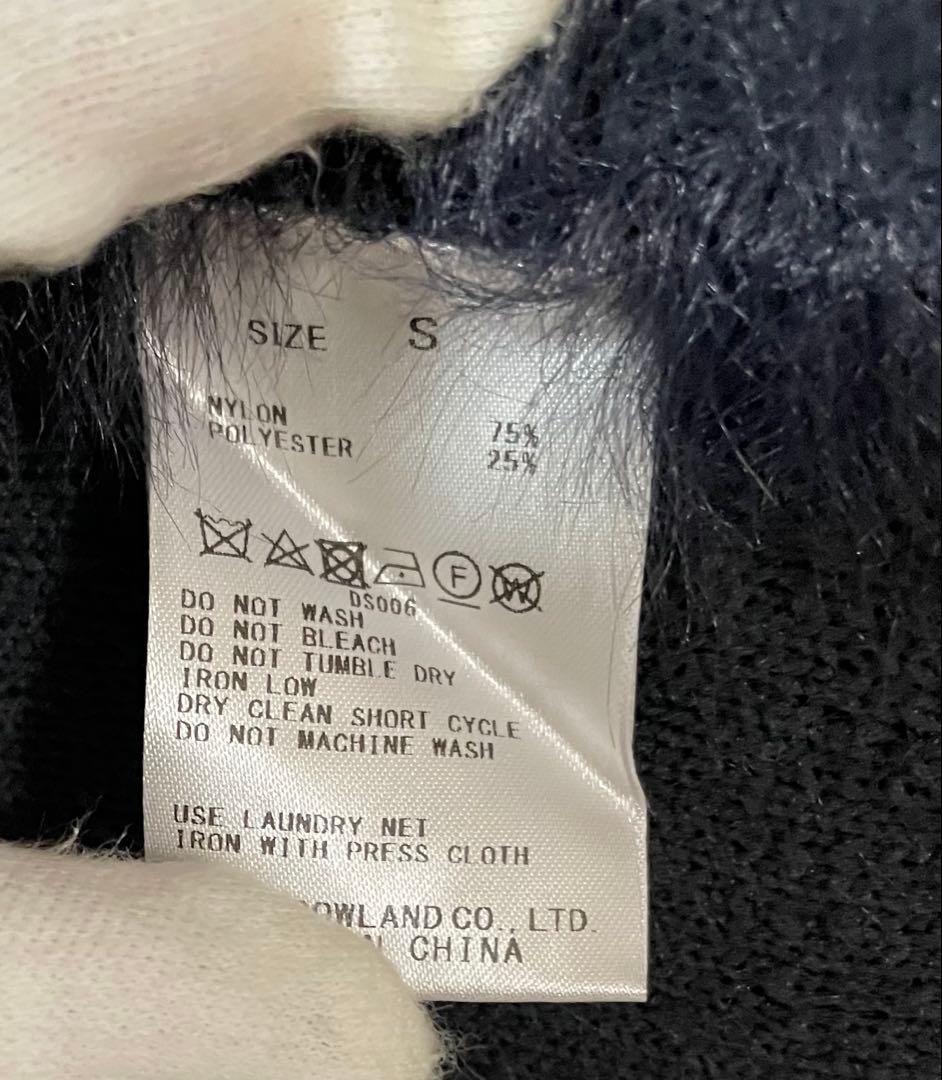 SIZE S
NYLON 75%
POLYESTER 25%
F W
DS006
DO NOT WASH
DO NOT BLEACH
DO NOT TUMBLE DRY
IRON LOW
DRY CLEAN SHORT CYCLE
DO NOT MACHINE WASH
USE LAUNDRY NET
IRON WITH PRESS CLOTH
OWLAND CO., LTD.
N CHINA